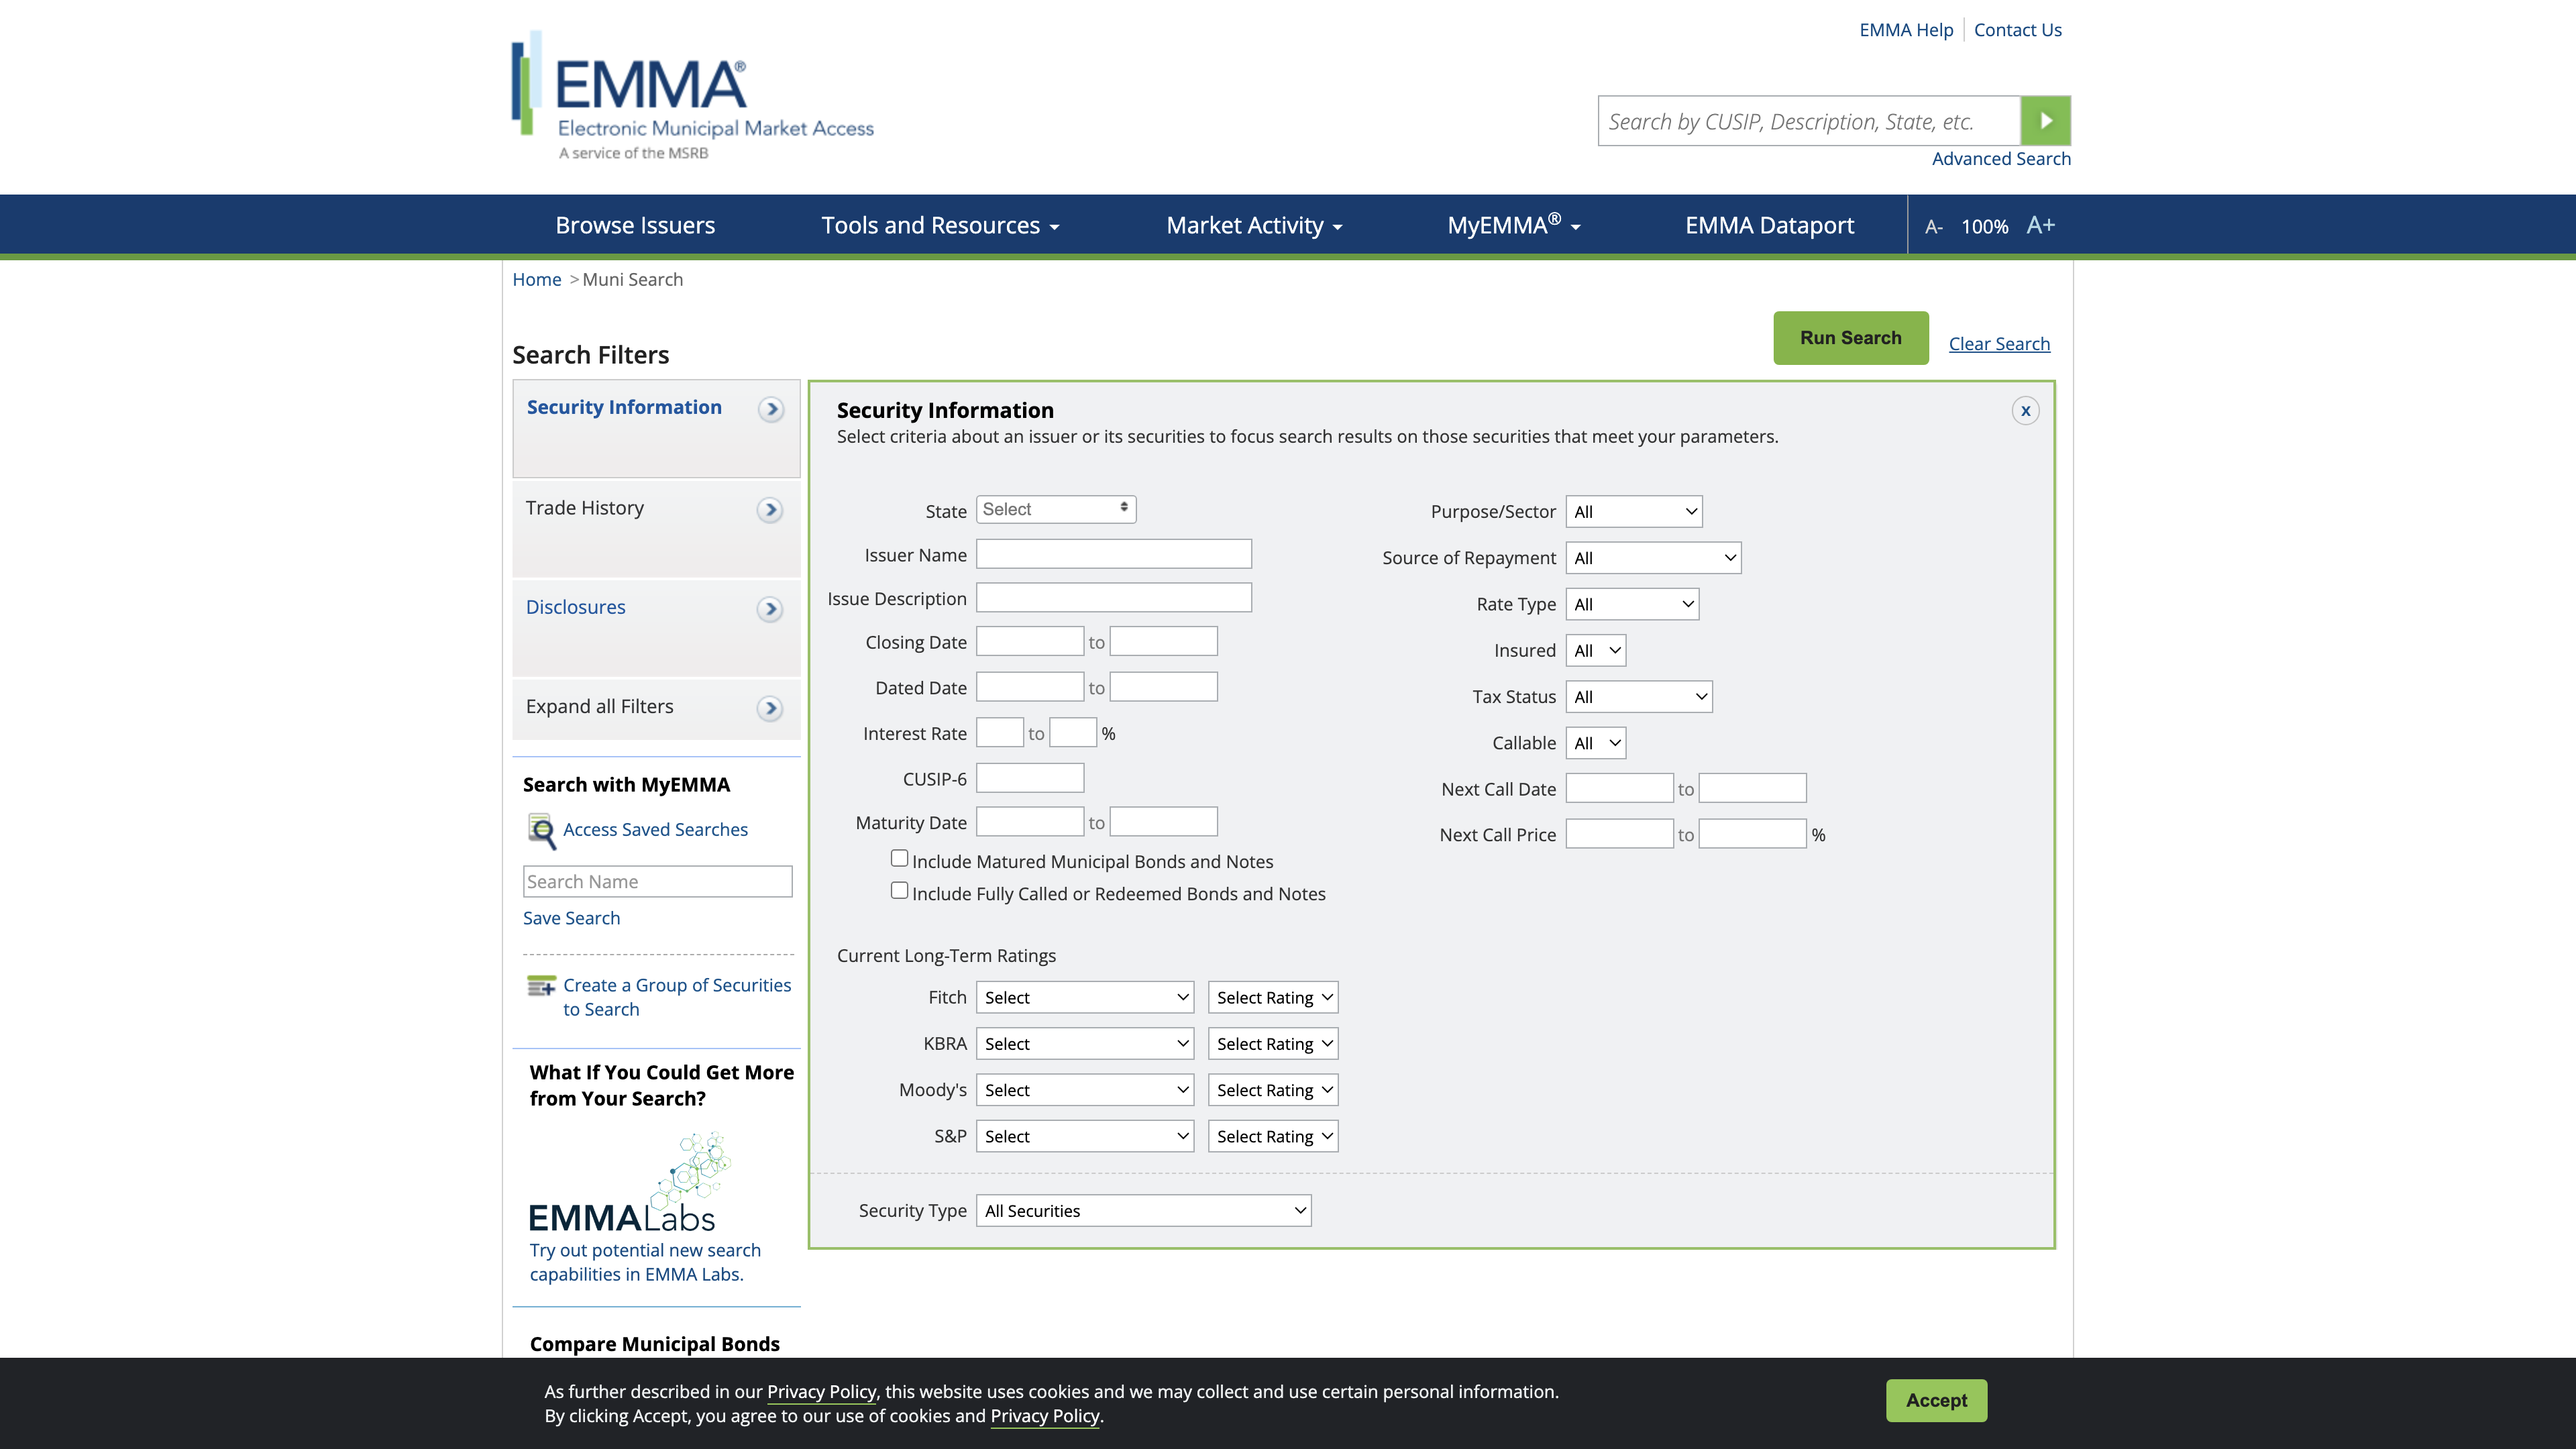 EMMA Help
Contact Us
EMMA®
Electronic Municipal Market Access
A service of the MSRB
Search by CUSIP, Description, State, etc.
Advanced Search
Browse Issuers
Tools and Resources
Market Activity
MyEMMA®
EMMA Dataport
A- 100% A+
Home > Muni Search
Run Search
Clear Search
Search Filters
Security Information
Trade History
Disclosures
Expand all Filters
Search with MyEMMA
Access Saved Searches
Search Name
Save Search
Create a Group of Securities
to Search
What If You Could Get More
from Your Search?
EMMALabs
Try out potential new search
capabilities in EMMA Labs.
Compare Municipal Bonds
Security Information
x
Select criteria about an issuer or its securities to focus search results on those securities that meet your parameters.
State Select
Issuer Name
Issue Description
Closing Date to
Dated Date to
Interest Rate to %
CUSIP-6
Maturity Date to
Include Matured Municipal Bonds and Notes
Include Fully Called or Redeemed Bonds and Notes
Purpose/Sector All
Source of Repayment All
Rate Type All
Insured All
Tax Status All
Callable All
Next Call Date to
Next Call Price to %
Current Long-Term Ratings
Fitch Select Select Rating
KBRA Select Select Rating
Moody's Select Select Rating
S&P Select Select Rating
Security Type All Securities
As further described in our Privacy Policy, this website uses cookies and we may collect and use certain personal information.
By clicking Accept, you agree to our use of cookies and Privacy Policy.
Accept